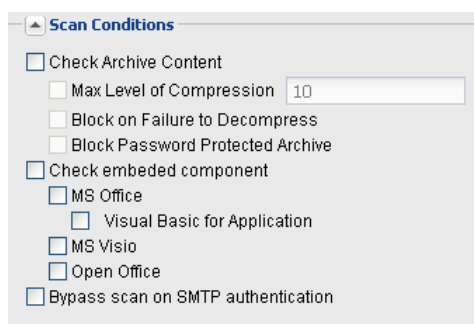 Scan Conditions
Check Archive Content
Max Level of Compression 10
Block on Failure to Decompress
Block Password Protected Archive
Check embeded component
MS Office
Visual Basic for Application
MS Visio
Open Office
Bypass scan on SMTP authentication